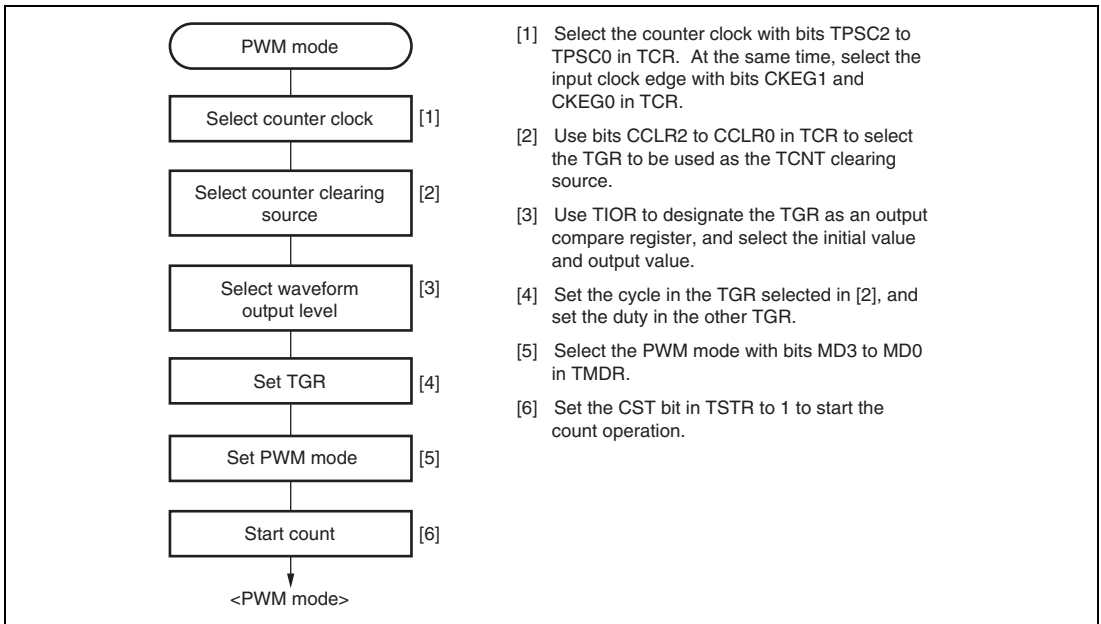 PWM mode
Select counter clock [1]
Select counter clearing
source
[2]
Select waveform
output level
[3]
Set TGR [4]
Set PWM mode [5]
Start count [6]
<PWM mode>
[1] Select the counter clock with bits TPSC2 to
TPSC0 in TCR. At the same time, select the
input clock edge with bits CKEG1 and
CKEG0 in TCR.
[2] Use bits CCLR2 to CCLR0 in TCR to select
the TGR to be used as the TCNT clearing
source.
[3] Use TIOR to designate the TGR as an output
compare register, and select the initial value
and output value.
[4] Set the cycle in the TGR selected in [2], and
set the duty in the other TGR.
[5] Select the PWM mode with bits MD3 to MD0
in TMDR.
[6] Set the CST bit in TSTR to 1 to start the
count operation.